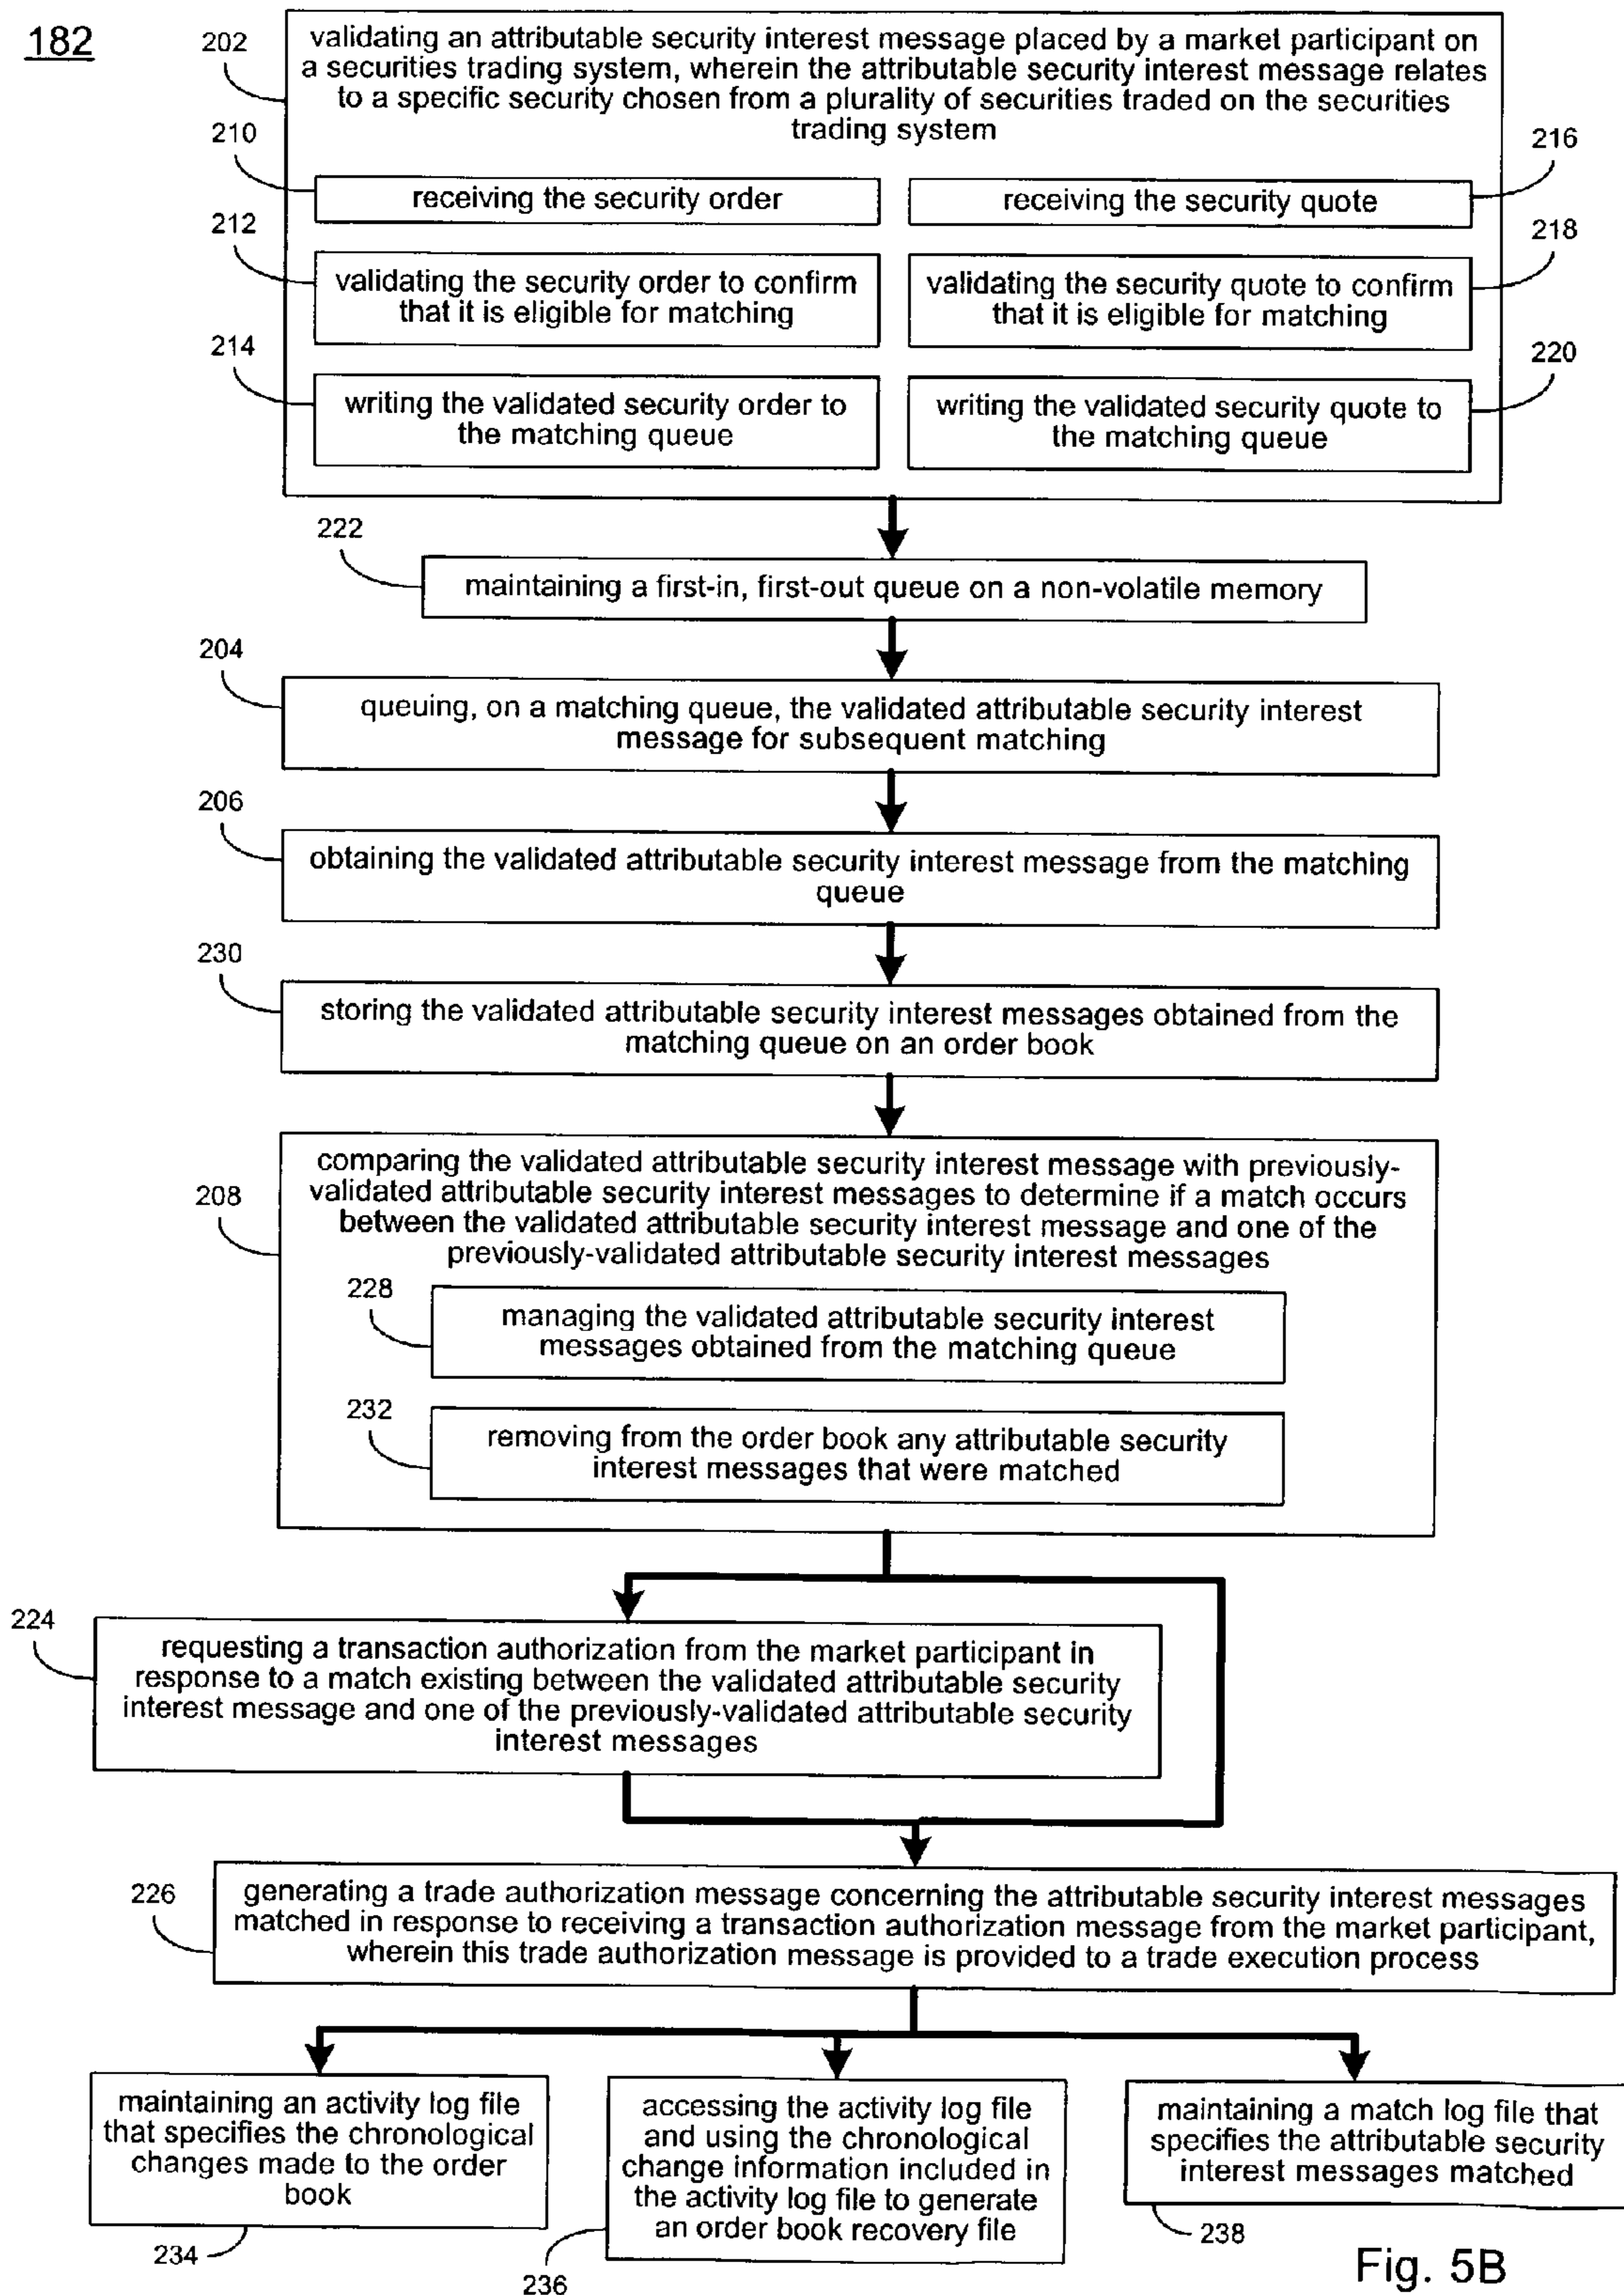 182
202
validating an attributable security interest message placed by a market participant on
a securities trading system, wherein the attributable security interest message relates
to a specific security chosen from a plurality of securities traded on the securities
trading system
210
receiving the security order
216
receiving the security quote
212
validating the security order to confirm
that it is eligible for matching
218
validating the security quote to confirm
that it is eligible for matching
214
writing the validated security order to
the matching queue
220
writing the validated security quote to
the matching queue
222
maintaining a first-in, first-out queue on a non-volatile memory
204
queuing, on a matching queue, the validated attributable security interest
message for subsequent matching
206
obtaining the validated attributable security interest message from the matching
queue
230
storing the validated attributable security interest messages obtained from the
matching queue on an order book
208
comparing the validated attributable security interest message with previously-
validated attributable security interest messages to determine if a match occurs
between the validated attributable security interest message and one of the
previously-validated attributable security interest messages
228
managing the validated attributable security interest
messages obtained from the matching queue
232
removing from the order book any attributable security
interest messages that were matched
224
requesting a transaction authorization from the market participant in
response to a match existing between the validated attributable security
interest message and one of the previously-validated attributable security
interest messages
226
generating a trade authorization message concerning the attributable security interest messages
matched in response to receiving a transaction authorization message from the market participant,
wherein this trade authorization message is provided to a trade execution process
maintaining an activity log file
that specifies the chronological
changes made to the order
book
234
accessing the activity log file
and using the chronological
change information included in
the activity log file to generate
an order book recovery file
236
maintaining a match log file that
specifies the attributable security
interest messages matched
238
Fig. 5B